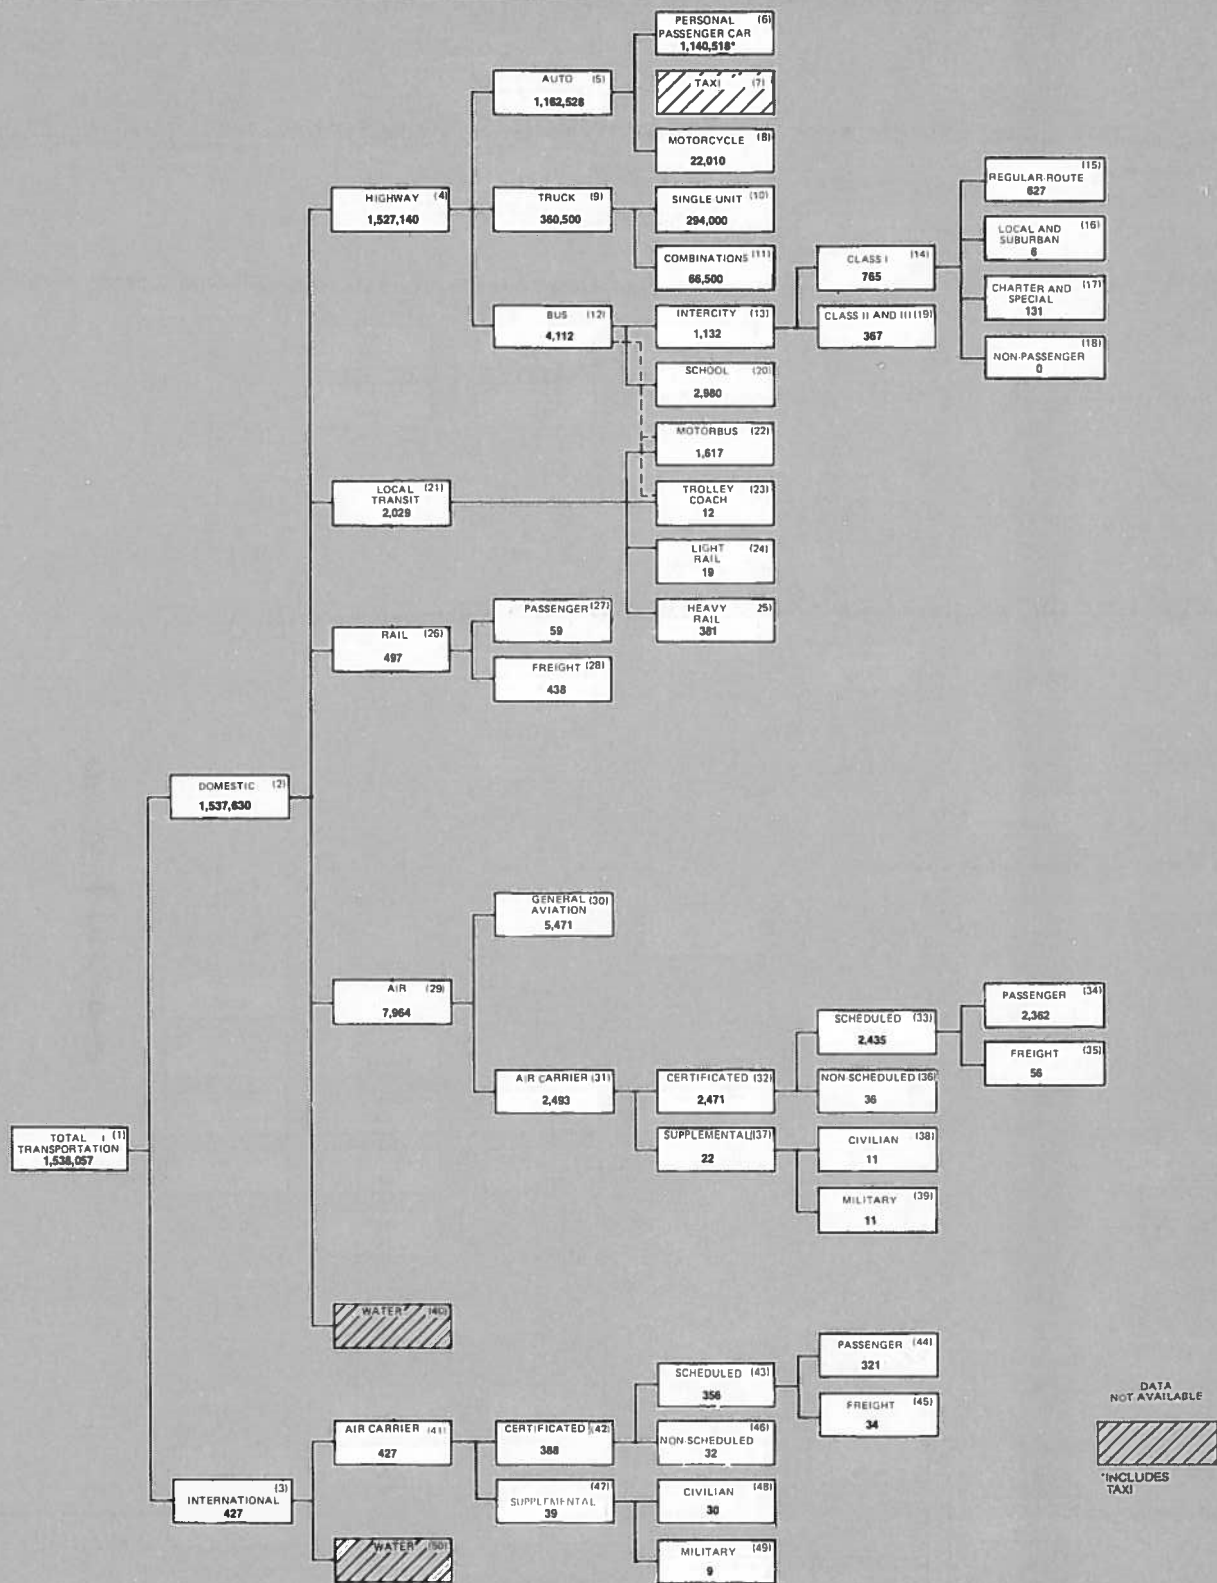 PERSONAL (6)
PASSENGER CAR
1,140,518*
AUTO (5)
1,162,528
TAXI (7)
MOTORCYCLE (8)
22,010
HIGHWAY (4)
1,527,140
TRUCK (9)
360,500
SINGLE UNIT (10)
294,000
COMBINATIONS (11)
66,500
BUS (12)
4,112
INTERCITY (13)
1,132
CLASS I (14)
765
REGULAR-ROUTE (15)
627
LOCAL AND (16)
SUBURBAN
6
CHARTER AND (17)
SPECIAL
131
NON-PASSENGER (18)
0
CLASS II AND III (19)
367
SCHOOL (20)
2,980
LOCAL (21)
TRANSIT
2,029
MOTORBUS (22)
1,617
TROLLEY (23)
COACH
12
LIGHT (24)
RAIL
19
HEAVY 25)
RAIL
381
RAIL (26)
497
PASSENGER (27)
59
FREIGHT (28)
438
DOMESTIC (2)
1,537,630
GENERAL (30)
AVIATION
5,471
AIR (29)
7,964
AIR CARRIER (31)
2,493
CERTIFICATED (32)
2,471
SCHEDULED (33)
2,435
PASSENGER (34)
2,362
FREIGHT (35)
56
NON-SCHEDULED (36)
36
SUPPLEMENTAL (37)
22
CIVILIAN (38)
11
MILITARY (39)
11
TOTAL (1)
TRANSPORTATION
1,538,057
WATER (40)
INTERNATIONAL (3)
427
AIR CARRIER (41)
427
CERTIFICATED (42)
388
SCHEDULED (43)
356
PASSENGER (44)
321
FREIGHT (45)
34
NON-SCHEDULED (46)
32
SUPPLEMENTAL (47)
39
CIVILIAN (48)
30
MILITARY (49)
9
WATER (50)
DATA
NOT AVAILABLE
*INCLUDES
TAXI